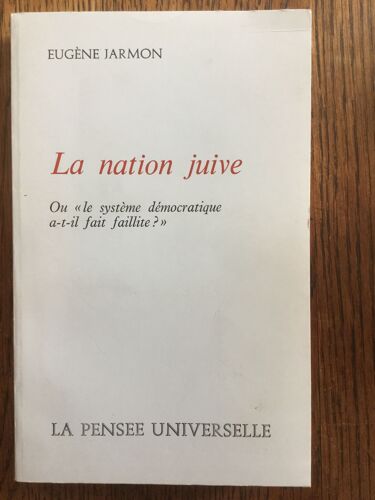 EUGÈNE JARMON
La nation juive
Ou «le système démocratique
a-t-il fait faillite?»
LA PENSEE UNIVERSELLE